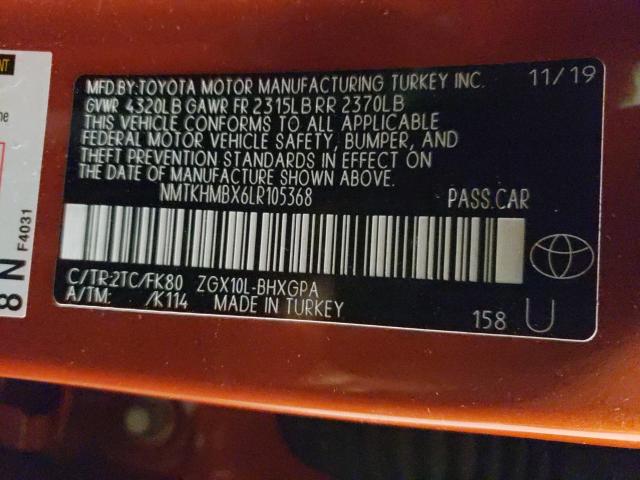 MFD.BY:TOYOTA MOTOR MANUFACTURING TURKEY INC. 11/19
GVWR 4320LB GAWR FR 2315LB RR 2370LB
THIS VEHICLE CONFORMS TO ALL APPLICABLE
FEDERAL MOTOR VEHICLE SAFETY, BUMPER, AND
THEFT PREVENTION STANDARDS IN EFFECT ON
THE DATE OF MANUFACTURE SHOWN ABOVE.
NMTKHMBX6LR105368 PASS.CAR
C/TR:2TC/FK80 ZGX10L-BHXGPA
A/TM: /K114 MADE IN TURKEY
158 U
8 N
F4031